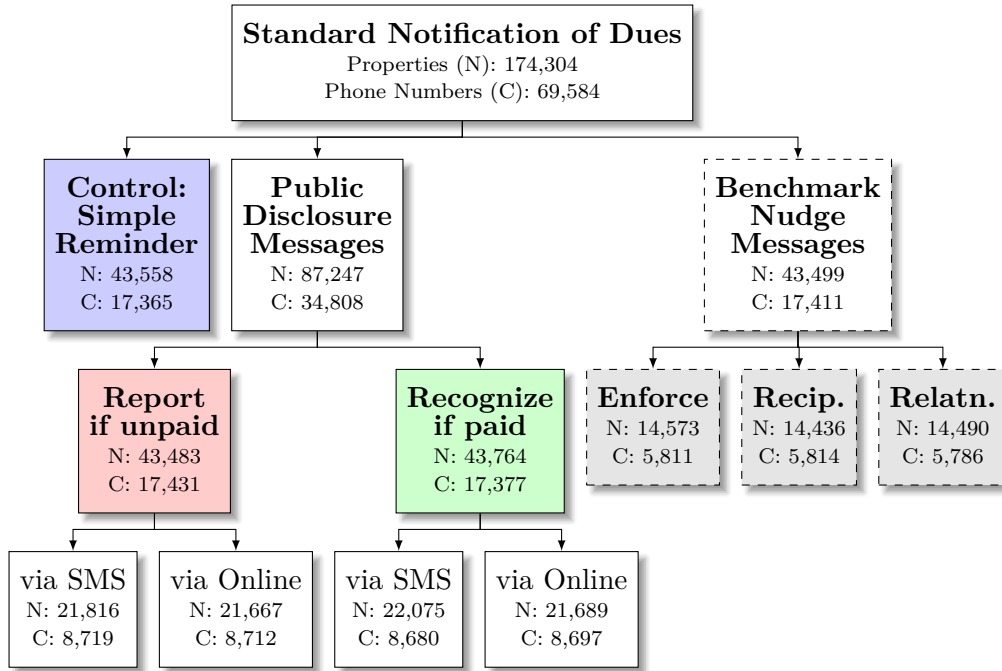 Standard Notification of Dues
Properties (N): 174,304
Phone Numbers (C): 69,584
Control:
Simple
Reminder
N: 43,558
C: 17,365
Public
Disclosure
Messages
N: 87,247
C: 34,808
Benchmark
Nudge
Messages
N: 43,499
C: 17,411
Report
if unpaid
N: 43,483
C: 17,431
Recognize
if paid
N: 43,764
C: 17,377
Enforce
N: 14,573
C: 5,811
Recip.
N: 14,436
C: 5,814
Relatn.
N: 14,490
C: 5,786
via SMS
N: 21,816
C: 8,719
via Online
N: 21,667
C: 8,712
via SMS
N: 22,075
C: 8,680
via Online
N: 21,689
C: 8,697